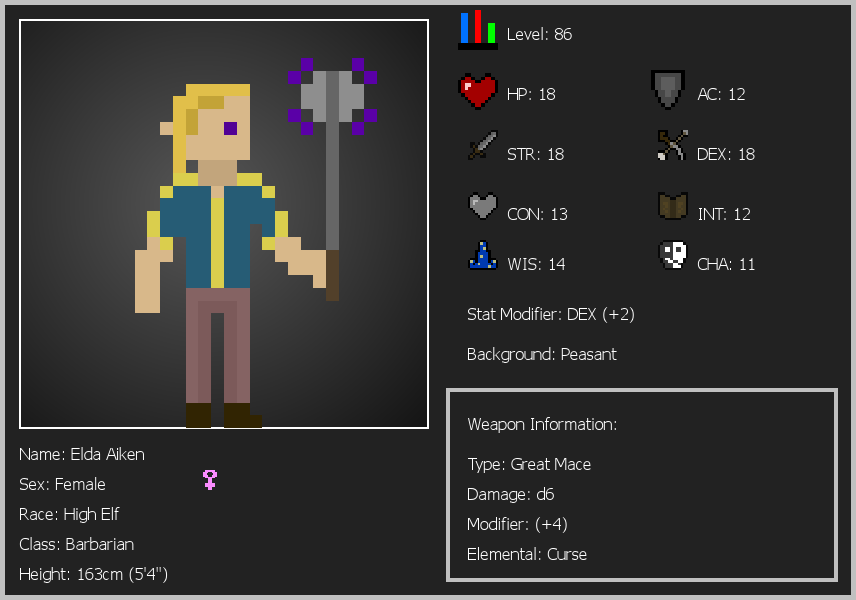 Level: 86
HP: 18
AC: 12
STR: 18
DEX: 18
CON: 13
INT: 12
WIS: 14
CHA: 11
Stat Modifier: DEX (+2)
Background: Peasant
Weapon Information:
Type: Great Mace
Damage: d6
Modifier: (+4)
Elemental: Curse
Name: Elda Aiken
Sex: Female
Race: High Elf
Class: Barbarian
Height: 163cm (5'4")